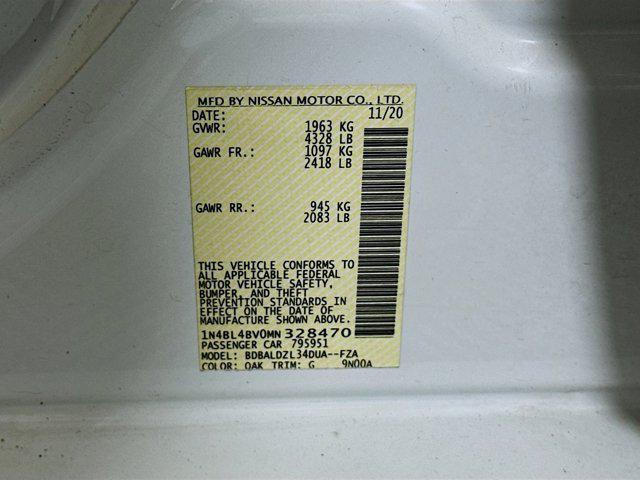 MFD BY NISSAN MOTOR CO., LTD.
DATE: 11/20
GVWR: 1963 KG
4328 LB
GAWR FR.: 1097 KG
2418 LB
GAWR RR.: 945 KG
2083 LB
THIS VEHICLE CONFORMS TO
ALL APPLICABLE FEDERAL
MOTOR VEHICLE SAFETY,
BUMPER, AND THEFT
PREVENTION STANDARDS IN
EFFECT ON THE DATE OF
MANUFACTURE SHOWN ABOVE.
1N4BL4BV0MN328470
PASSENGER CAR 795951
MODEL: BDBALDZL34DUA--FZA
COLOR: QAK TRIM: G 9N00A